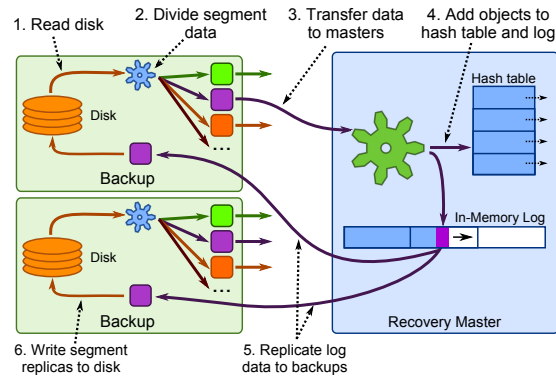 1. Read disk
2. Divide segment
data
3. Transfer data
to masters
4. Add objects to
hash table and log
Hash table
Disk
...
Backup
In-Memory Log
Disk
...
Backup
Recovery Master
6. Write segment
replicas to disk
5. Replicate log
data to backups